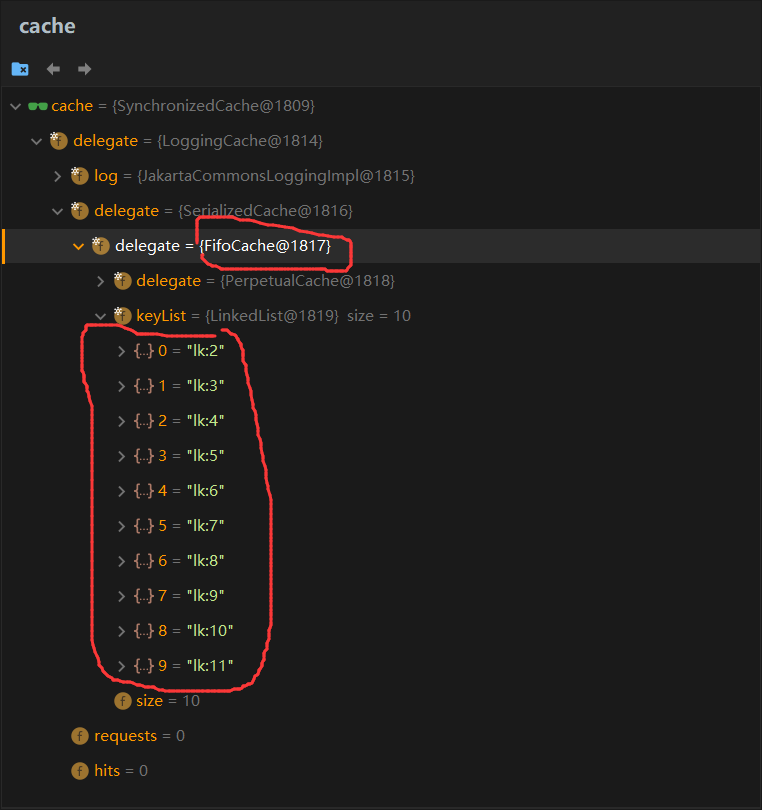 cache
cache = {SynchronizedCache@1809}
f delegate = {LoggingCache@1814}
f log = {JakartaCommonsLoggingImpl@1815}
f delegate = {SerializedCache@1816}
f delegate = {FifoCache@1817}
f delegate = {PerpetualCache@1818}
f keyList = {LinkedList@1819} size = 10
{...} 0 = "lk:2"
{...} 1 = "lk:3"
{...} 2 = "lk:4"
{...} 3 = "lk:5"
{...} 4 = "lk:6"
{...} 5 = "lk:7"
{...} 6 = "lk:8"
{...} 7 = "lk:9"
{...} 8 = "lk:10"
{...} 9 = "lk:11"
f size = 10
f requests = 0
f hits = 0